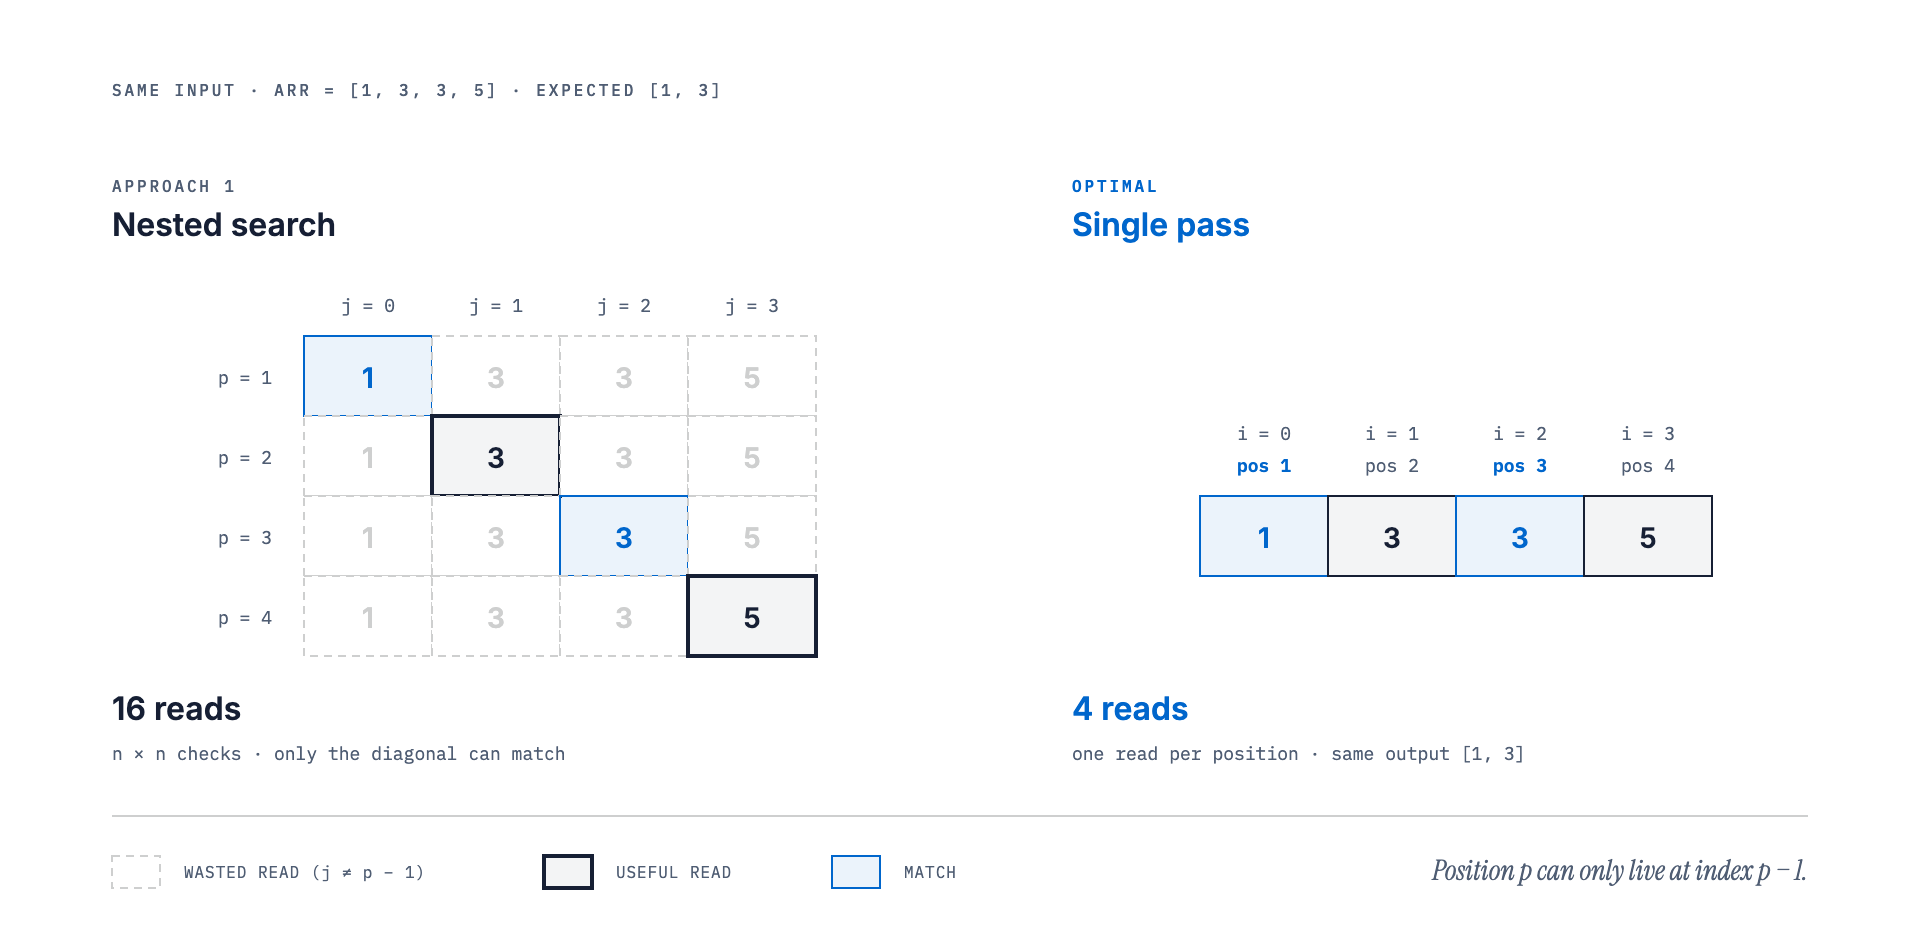 SAME INPUT · ARR = [1, 3, 3, 5] · EXPECTED [1, 3]
APPROACH 1
Nested search
j = 0 j = 1 j = 2 j = 3
p = 1 1 3 3 5
p = 2 1 3 3 5
p = 3 1 3 3 5
p = 4 1 3 3 5
16 reads
n × n checks · only the diagonal can match
OPTIMAL
Single pass
i = 0 i = 1 i = 2 i = 3
pos 1 pos 2 pos 3 pos 4
1 3 3 5
4 reads
one read per position · same output [1, 3]
WASTED READ (j ≠ p − 1) USEFUL READ MATCH
Position p can only live at index p − 1.